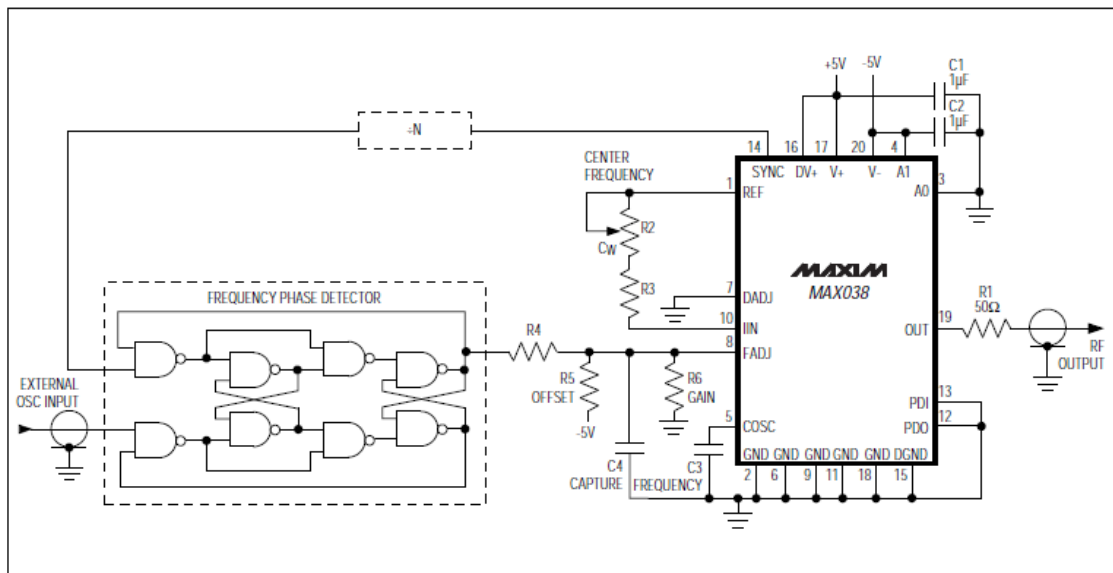 +5V
-5V
C1
1µF
C2
1µF
÷N
14
16
17
20
4
SYNC
DV+
V+
V-
A1
CENTER
FREQUENCY
1
REF
A0
3
R2
CW
R3
MAXIM
MAX038
7
DADJ
10
IIN
8
FADJ
R1
50Ω
19
OUT
RF
OUTPUT
FREQUENCY PHASE DETECTOR
R4
R5
OFFSET
-5V
R6
GAIN
EXTERNAL
OSC INPUT
5
COSC
PDI
13
PDO
12
C4
CAPTURE
C3
FREQUENCY
GND
GND
GND
GND
GND
DGND
2
6
9
11
18
15